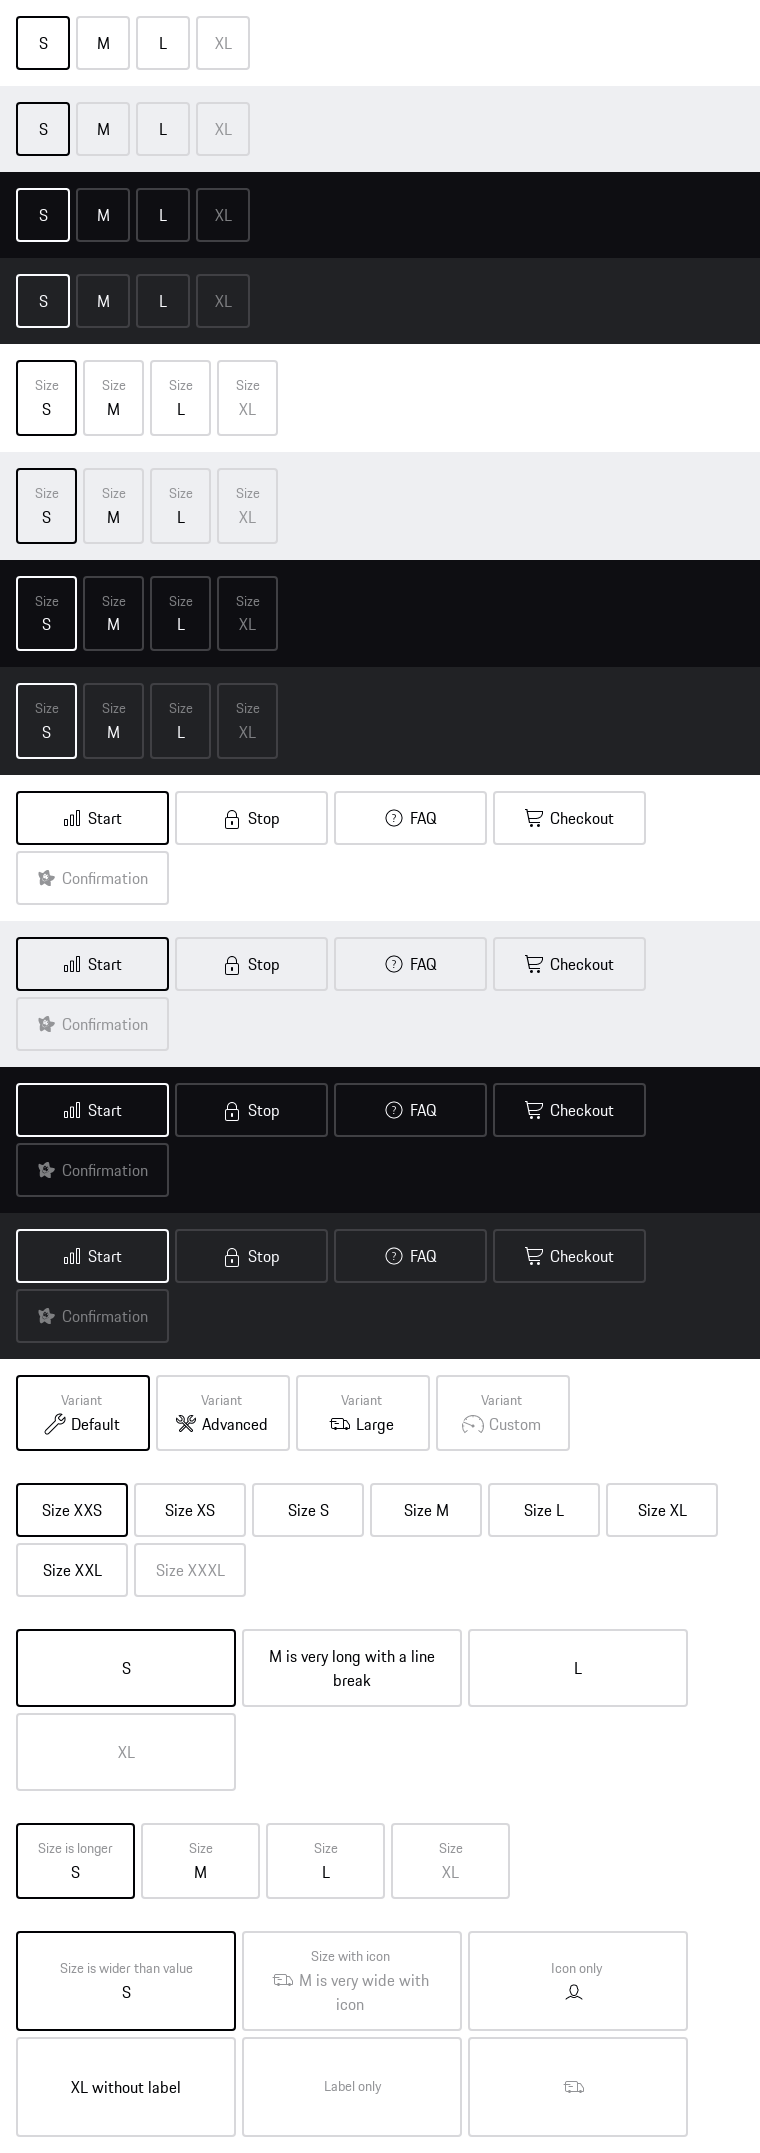 S M L XL
S M L XL
S M L XL
S M L XL
Size Size Size Size
S M L XL
Size Size Size Size
S M L XL
Size Size Size Size
S M L XL
Size Size Size Size
S M L XL
Start Stop ? FAQ Checkout
Confirmation
Start Stop ? FAQ Checkout
Confirmation
Start Stop ? FAQ Checkout
Confirmation
Start Stop ? FAQ Checkout
Confirmation
Variant Variant Variant Variant
Default Advanced Large Custom
Size XXS Size XS Size S Size M Size L Size XL
Size XXL Size XXXL
S M is very long with a line L
break
XL
Size is longer Size Size Size
S M L XL
Size is wider than value Size with icon Icon only
S M is very wide with
icon
XL without label Label only